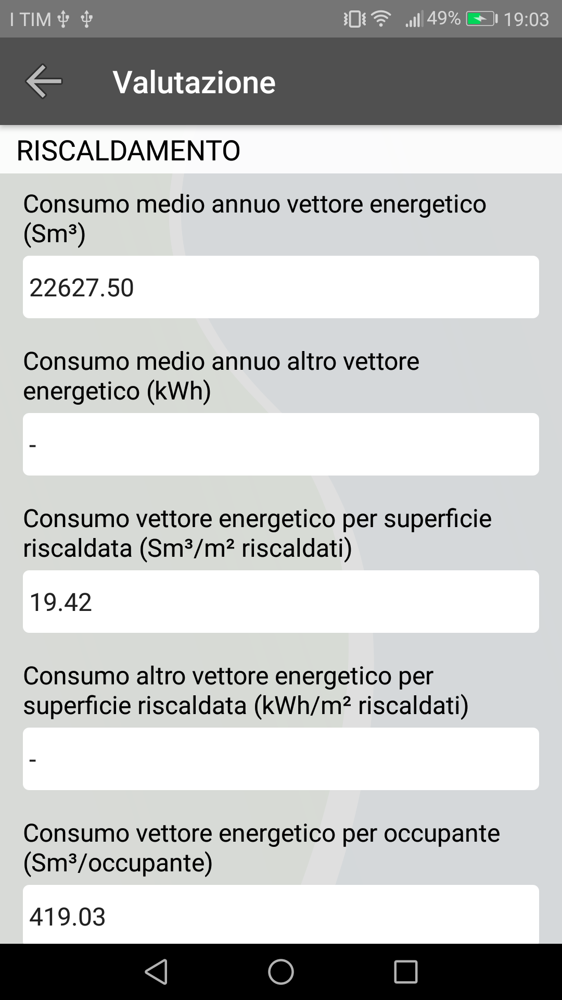 I TIM 49% 19:03
Valutazione
RISCALDAMENTO
Consumo medio annuo vettore energetico
(Sm³)
22627.50
Consumo medio annuo altro vettore
energetico (kWh)
-
Consumo vettore energetico per superficie
riscaldata (Sm³/m² riscaldati)
19.42
Consumo altro vettore energetico per
superficie riscaldata (kWh/m² riscaldati)
-
Consumo vettore energetico per occupante
(Sm³/occupante)
419.03